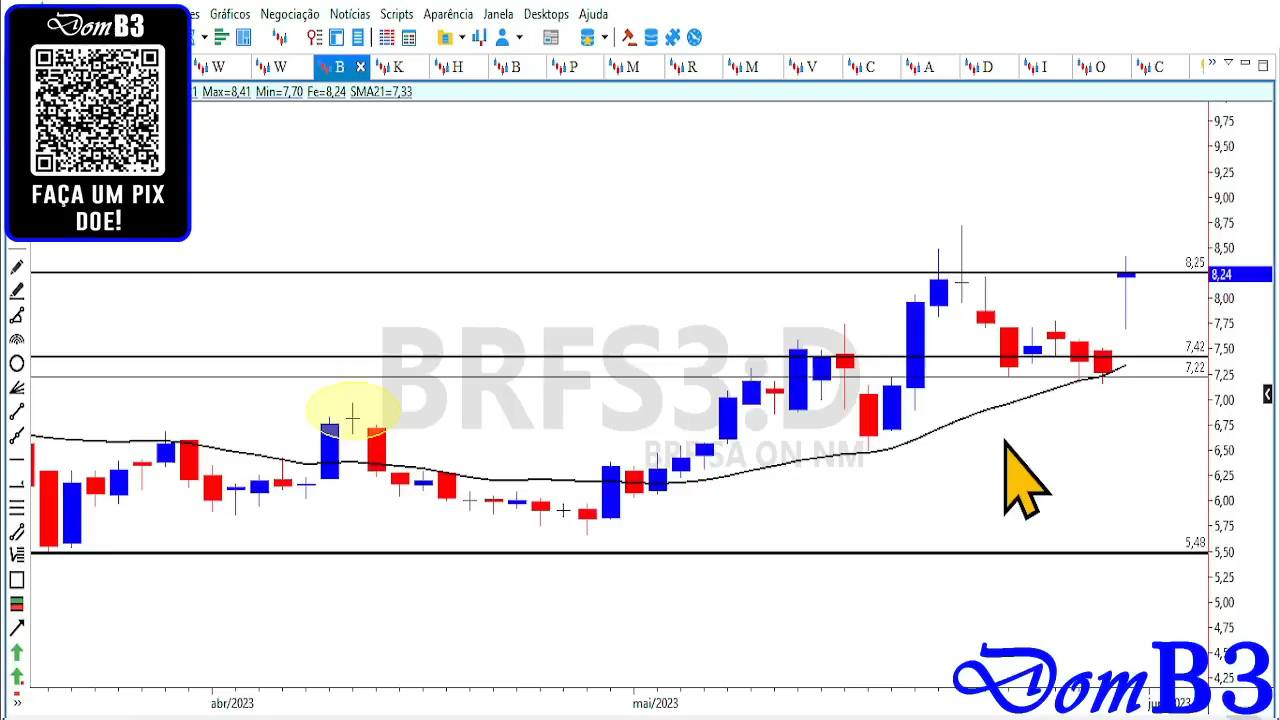 DomB3
FAÇA UM PIX
DOE!
Gráficos Negociação Notícias Scripts Aparência Janela Desktops Ajuda
W W B K H B P M R M V C A D I O C
Max=8,41 Min=7,70 Fe=8,24 SMA21=7,33
9,75
9,50
9,25
9,00
8,75
8,50
8,25
8,24
8,00
7,75
7,50
7,42
7,22
7,25
7,00
6,75
6,50
6,25
6,00
5,75
5,48
5,50
5,25
5,00
4,75
4,25
BRFS3:D
BRF SA ON NM
abr/2023 mai/2023
DomB3